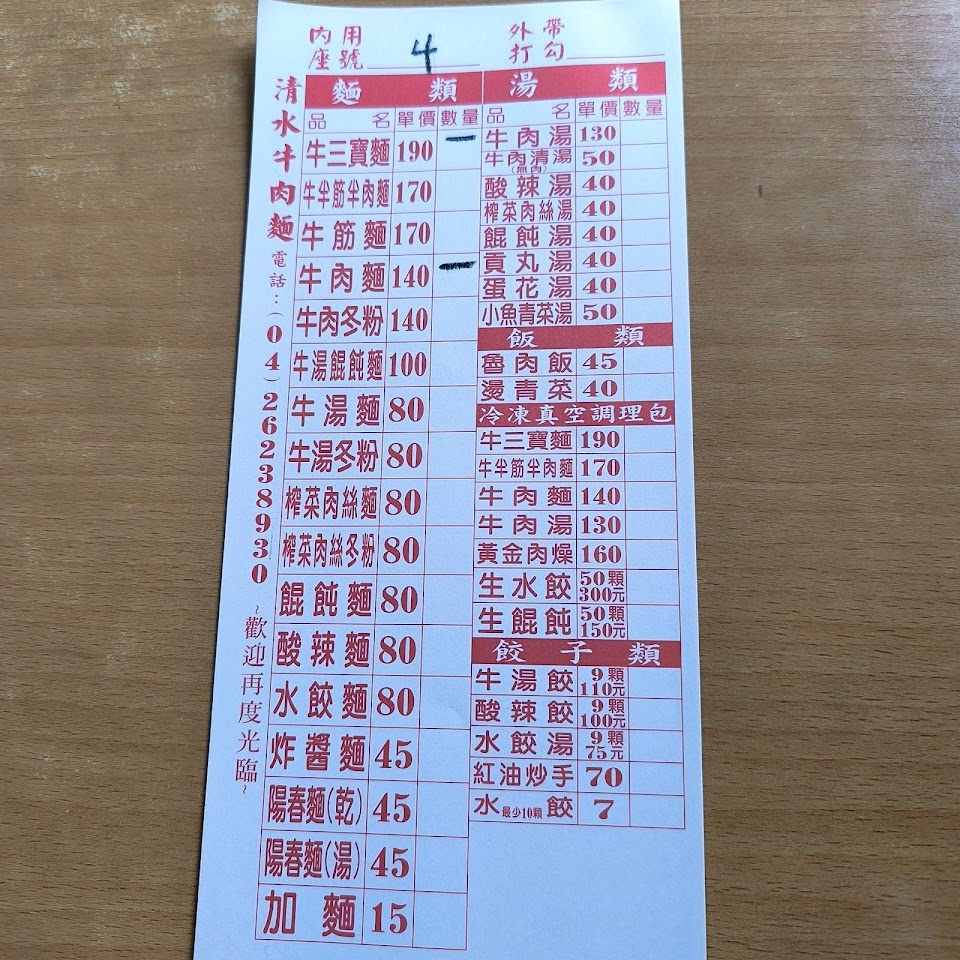 內用 外帶
座號 4 打勾
清水牛肉麵 電話:(04)26238930 ~歡迎再度光臨~
麵類
品名 單價 數量
牛三寶麵 190 一
牛半筋半肉麵 170
牛筋麵 170
牛肉麵 140 一
牛肉冬粉 140
牛湯餛飩麵 100
牛湯麵 80
牛湯冬粉 80
榨菜肉絲麵 80
榨菜肉絲冬粉 80
餛飩麵 80
酸辣麵 80
水餃麵 80
炸醬麵 45
陽春麵(乾) 45
陽春麵(湯) 45
加麵 15
湯類
品名 單價 數量
牛肉湯 130
牛肉清湯(無肉) 50
酸辣湯 40
榨菜肉絲湯 40
餛飩湯 40
貢丸湯 40
蛋花湯 40
小魚青菜湯 50
飯類
魯肉飯 45
燙青菜 40
冷凍真空調理包
牛三寶麵 190
牛半筋半肉麵 170
牛肉麵 140
牛肉湯 130
黃金肉燥 160
生水餃 50顆 300元
生餛飩 50顆 150元
餃子類
牛湯餃 9顆 110元
酸辣餃 9顆 100元
水餃湯 9顆 75元
紅油炒手 70
水餃 最少10顆 7